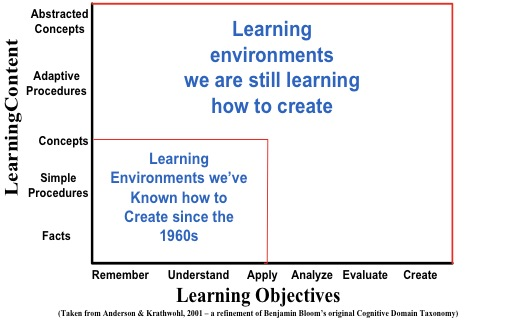 Abstracted
Concepts
Adaptive
Procedures
Concepts
Simple
Procedures
Facts
LearningContent
Learning
environments
we are still learning
how to create
Learning
Environments we’ve
Known how to
Create since the
1960s
Remember Understand Apply Analyze Evaluate Create
Learning Objectives
(Taken from Anderson & Krathwohl, 2001 – a refinement of Benjamin Bloom’s original Cognitive Domain Taxonomy)